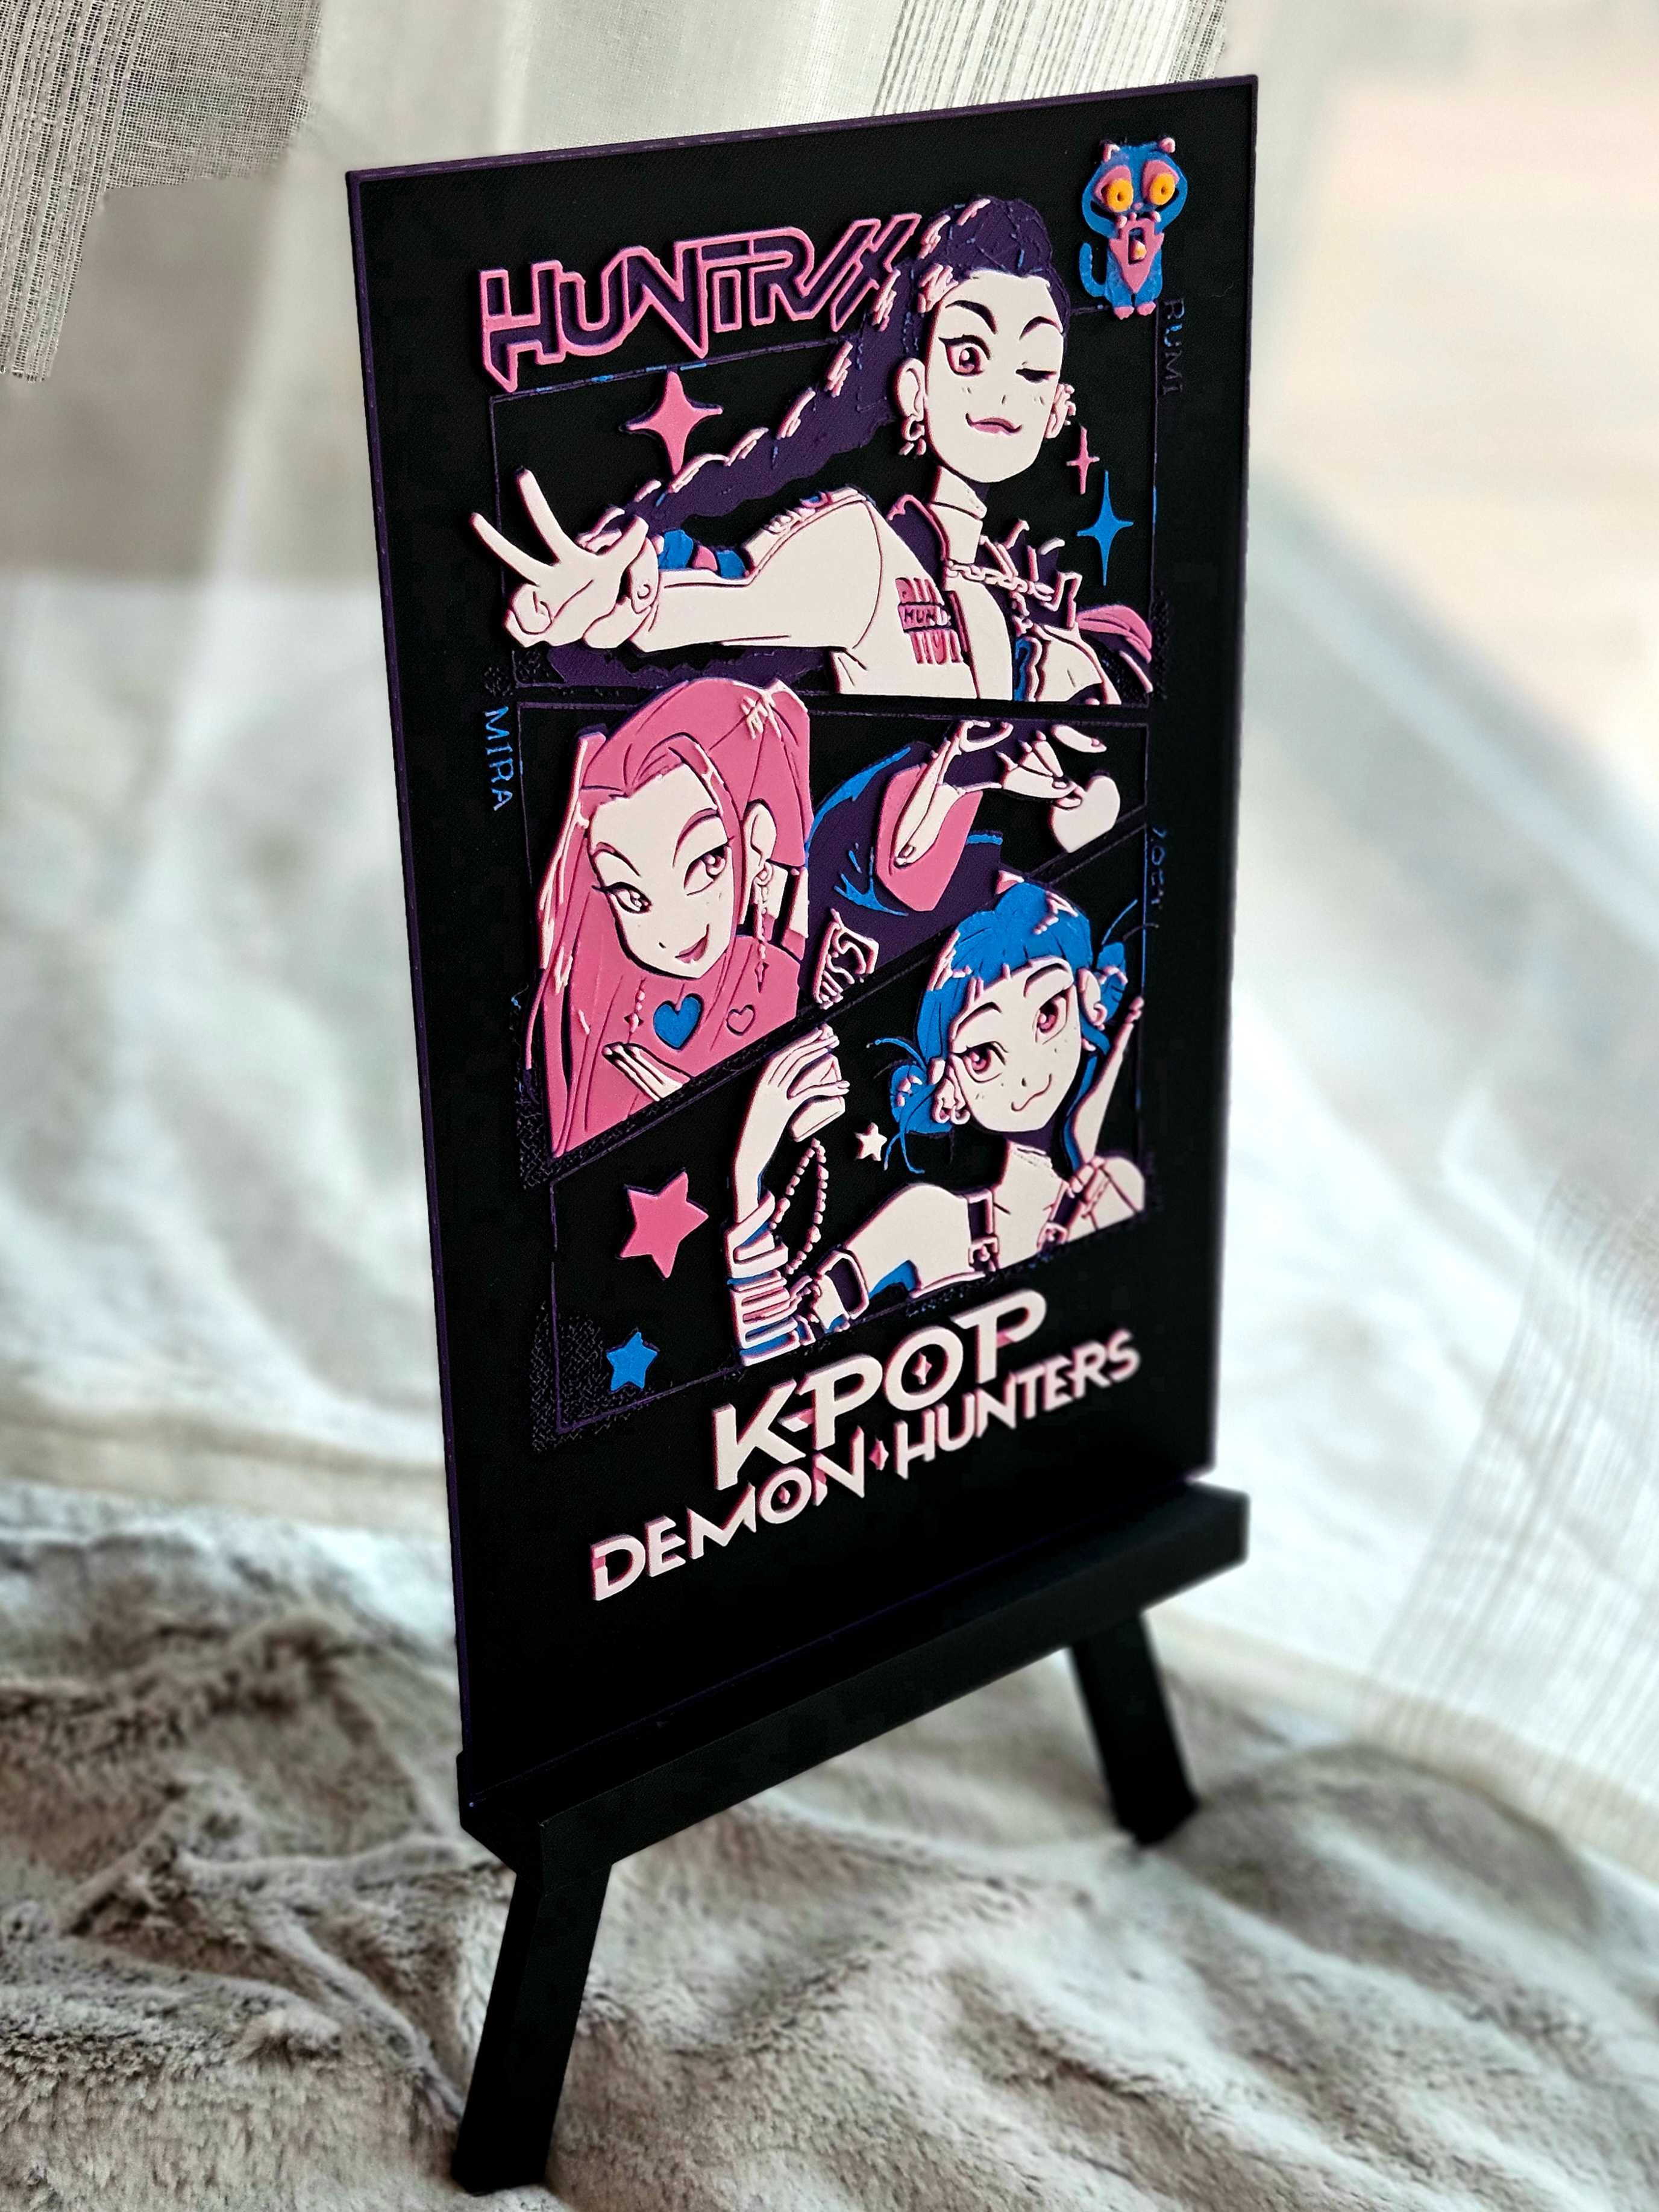 HUNTR/X
RUMI
MIRA
ZOEY
K-POP
DEMON HUNTERS